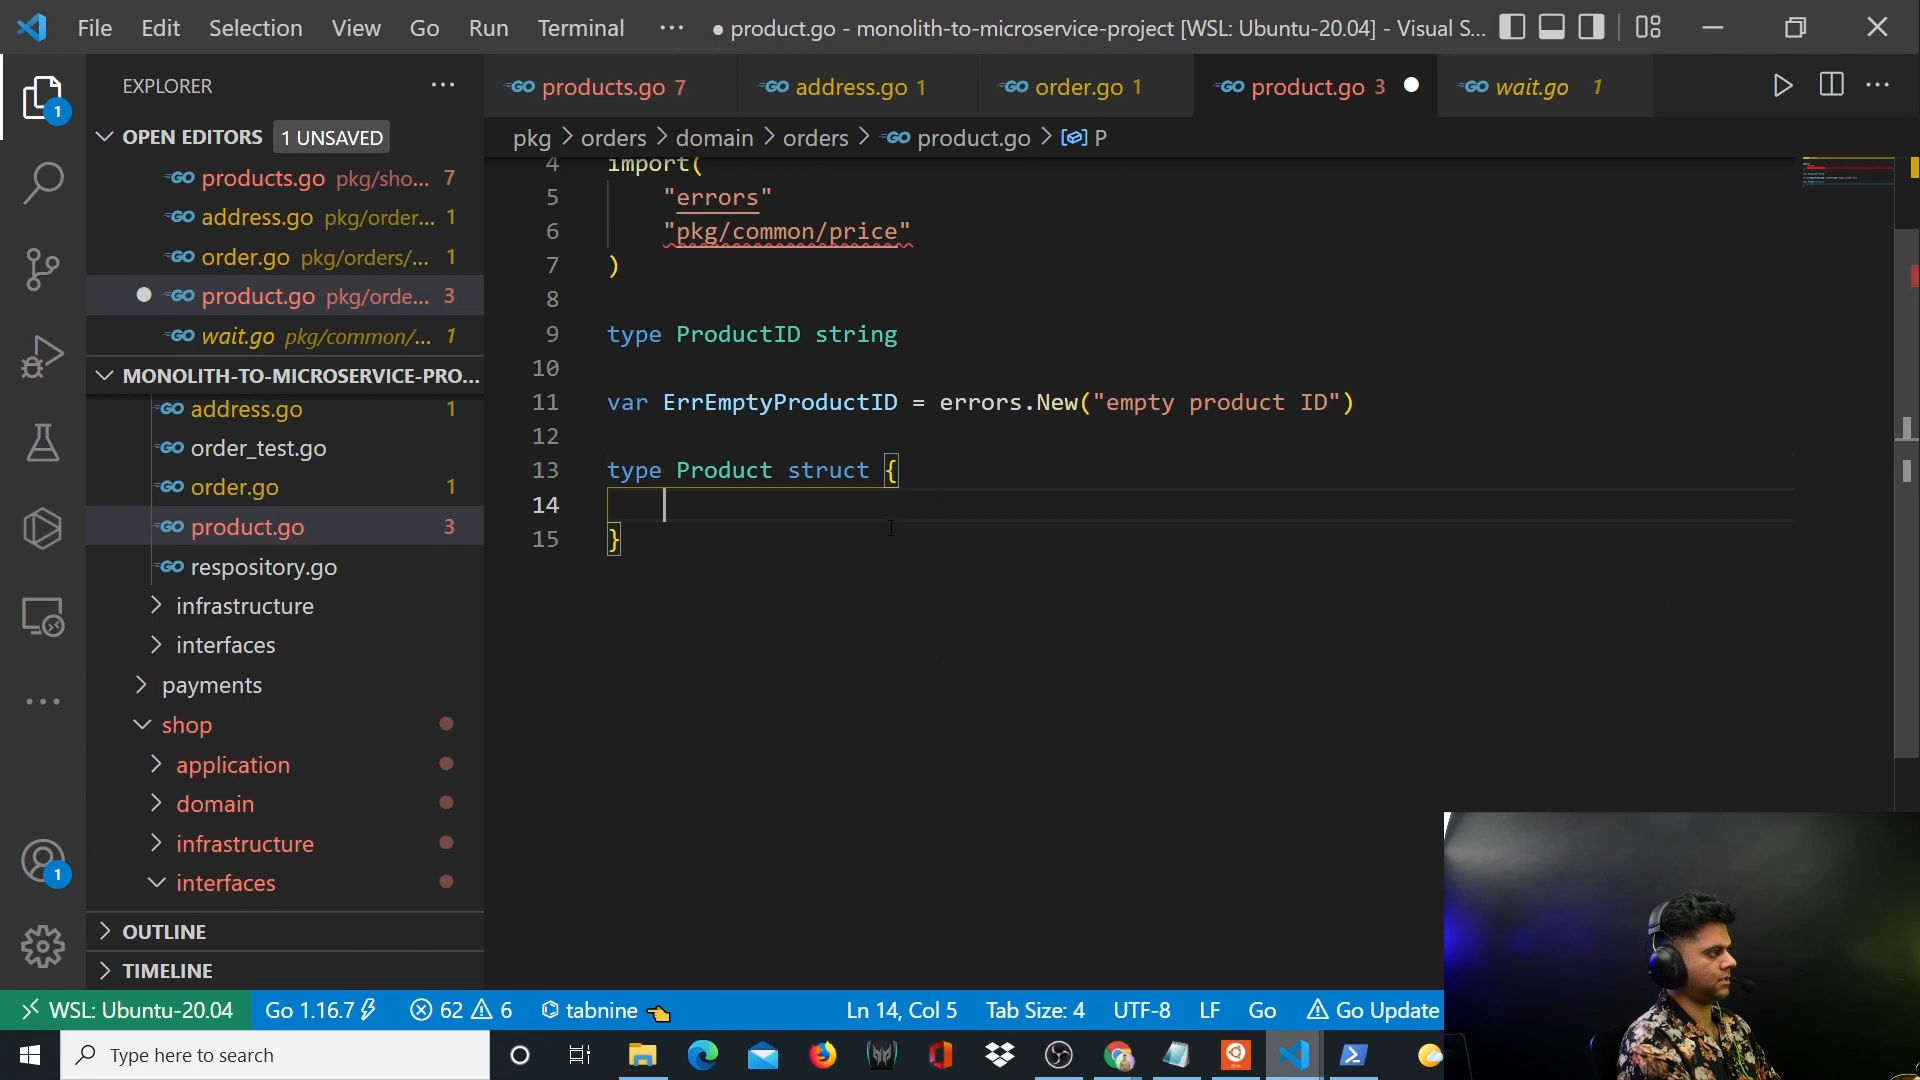 File Edit Selection View Go Run Terminal ··· ● product.go - monolith-to-microservice-project [WSL: Ubuntu-20.04] - Visual S...
EXPLORER ···
products.go 7 address.go 1 order.go 1 product.go 3 wait.go 1 ···
OPEN EDITORS 1 UNSAVED
pkg > orders > domain > orders > product.go > P
products.go pkg/sho... 7
address.go pkg/order... 1
order.go pkg/orders/... 1
product.go pkg/orde... 3
wait.go pkg/common/... 1
MONOLITH-TO-MICROSERVICE-PRO...
address.go 1
order_test.go
order.go 1
product.go 3
respository.go
infrastructure
interfaces
payments
shop
application
domain
infrastructure
interfaces
OUTLINE
TIMELINE
1
1
4 import(
5 "errors"
6 "pkg/common/price"
7 )
8
9 type ProductID string
10
11 var ErrEmptyProductID = errors.New("empty product ID")
12
13 type Product struct {
14
15 }
WSL: Ubuntu-20.04 Go 1.16.7 62 6 tabnine Ln 14, Col 5 Tab Size: 4 UTF-8 LF Go Go Update
Type here to search